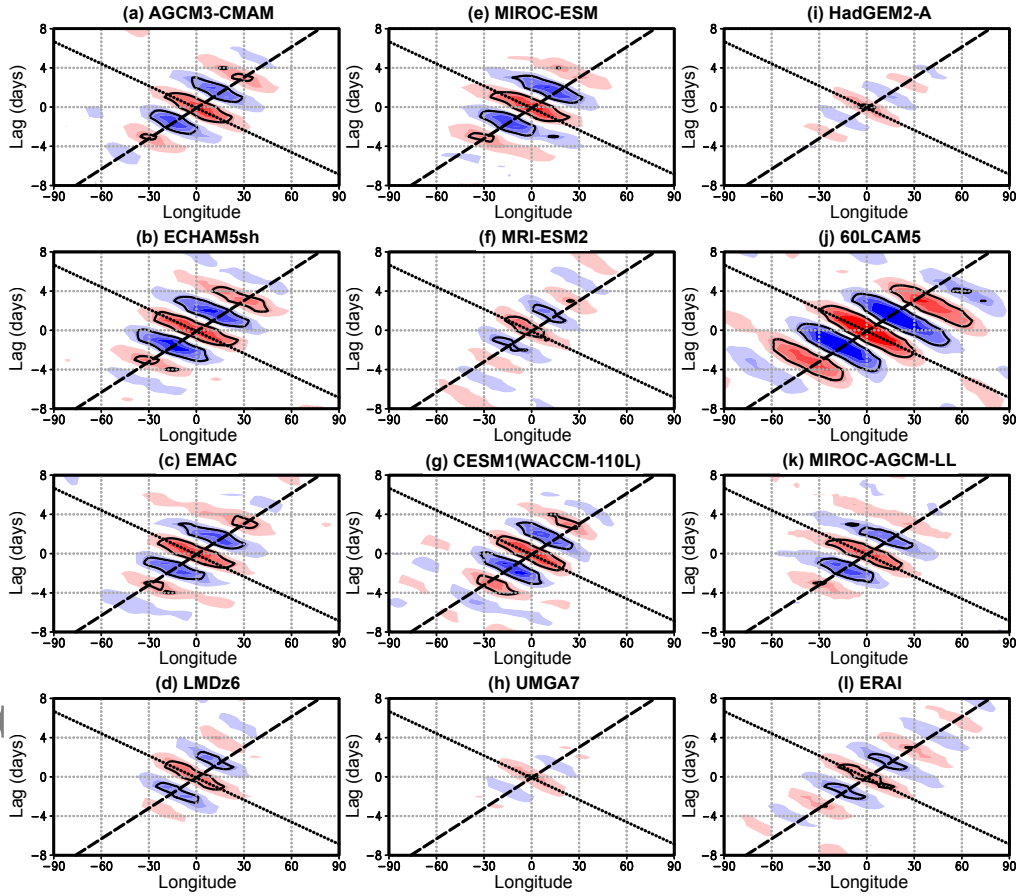 (a) AGCM3-CMAM
(e) MIROC-ESM
(i) HadGEM2-A
8
4
0
−4
−8
Lag (days)
−90 −60 −30 0 30 60 90
Longitude
8
4
0
−4
−8
Lag (days)
−90 −60 −30 0 30 60 90
Longitude
8
4
0
−4
−8
Lag (days)
−90 −60 −30 0 30 60 90
Longitude
(b) ECHAM5sh
(f) MRI-ESM2
(j) 60LCAM5
8
4
0
−4
−8
Lag (days)
−90 −60 −30 0 30 60 90
Longitude
8
4
0
−4
−8
Lag (days)
−90 −60 −30 0 30 60 90
Longitude
8
4
0
−4
−8
Lag (days)
−90 −60 −30 0 30 60 90
Longitude
(c) EMAC
(g) CESM1(WACCM-110L)
(k) MIROC-AGCM-LL
8
4
0
−4
−8
Lag (days)
−90 −60 −30 0 30 60 90
Longitude
8
4
0
−4
−8
Lag (days)
−90 −60 −30 0 30 60 90
Longitude
8
4
0
−4
−8
Lag (days)
−90 −60 −30 0 30 60 90
Longitude
(d) LMDz6
(h) UMGA7
(l) ERAI
8
4
0
−4
−8
Lag (days)
−90 −60 −30 0 30 60 90
Longitude
8
4
0
−4
−8
Lag (days)
−90 −60 −30 0 30 60 90
Longitude
8
4
0
−4
−8
Lag (days)
−90 −60 −30 0 30 60 90
Longitude